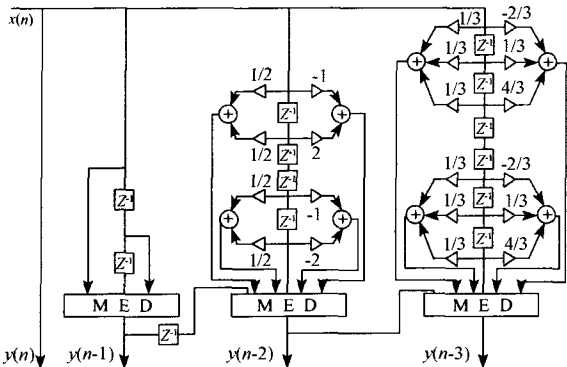 x(n)
1/3 -2/3
Z-1
1/3 1/3
Z-1
1/3 4/3
1/2 -1
Z-1
1/2 2
Z-1
Z-1
Z-1
Z-1
1/2 -1
Z-1
1/2 -2
1/3 -2/3
Z-1
1/3 1/3
Z-1
1/3 4/3
Z-1
Z-1
M E D
M E D
M E D
Z-1
Z-1
y(n)
y(n-1)
y(n-2)
y(n-3)